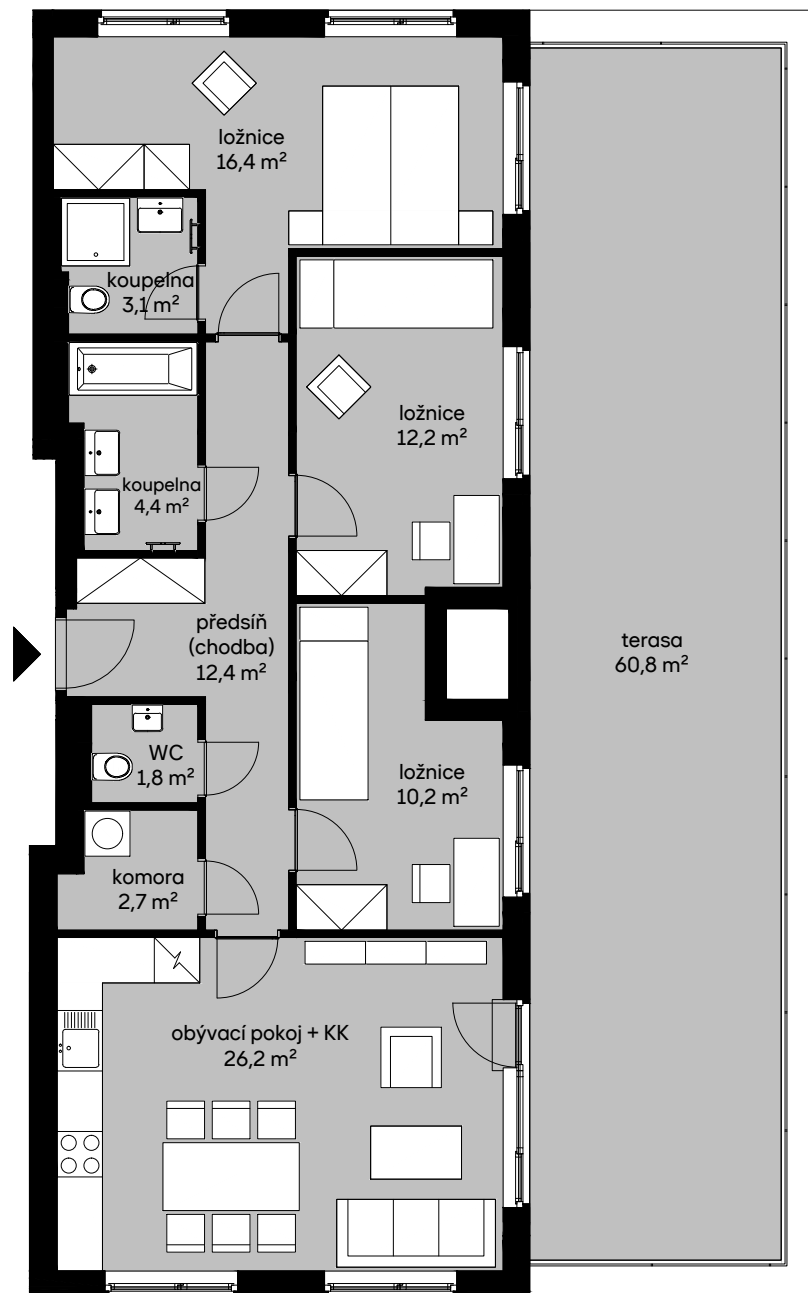 ložnice
16,4 m²
koupelna
3,1 m²
ložnice
12,2 m²
koupelna
4,4 m²
předsíň
(chodba)
12,4 m²
terasa
60,8 m²
WC
1,8 m²
ložnice
10,2 m²
komora
2,7 m²
obývací pokoj + KK
26,2 m²